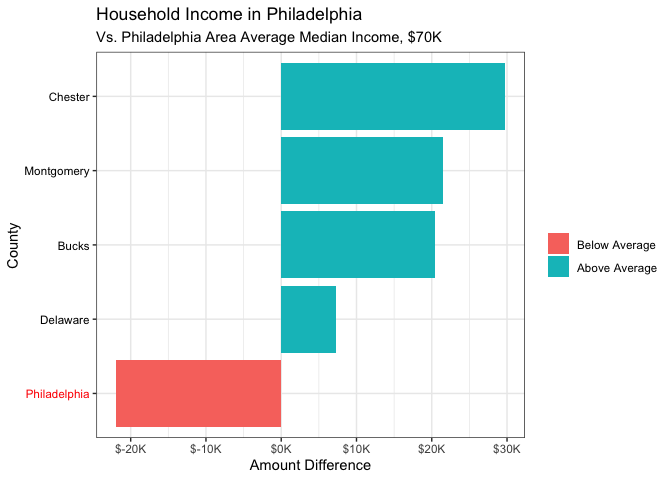 Household Income in Philadelphia
Vs. Philadelphia Area Average Median Income, $70K
County
Chester
Montgomery
Bucks
Delaware
Philadelphia
Below Average
Above Average
$-20K $-10K $0K $10K $20K $30K
Amount Difference